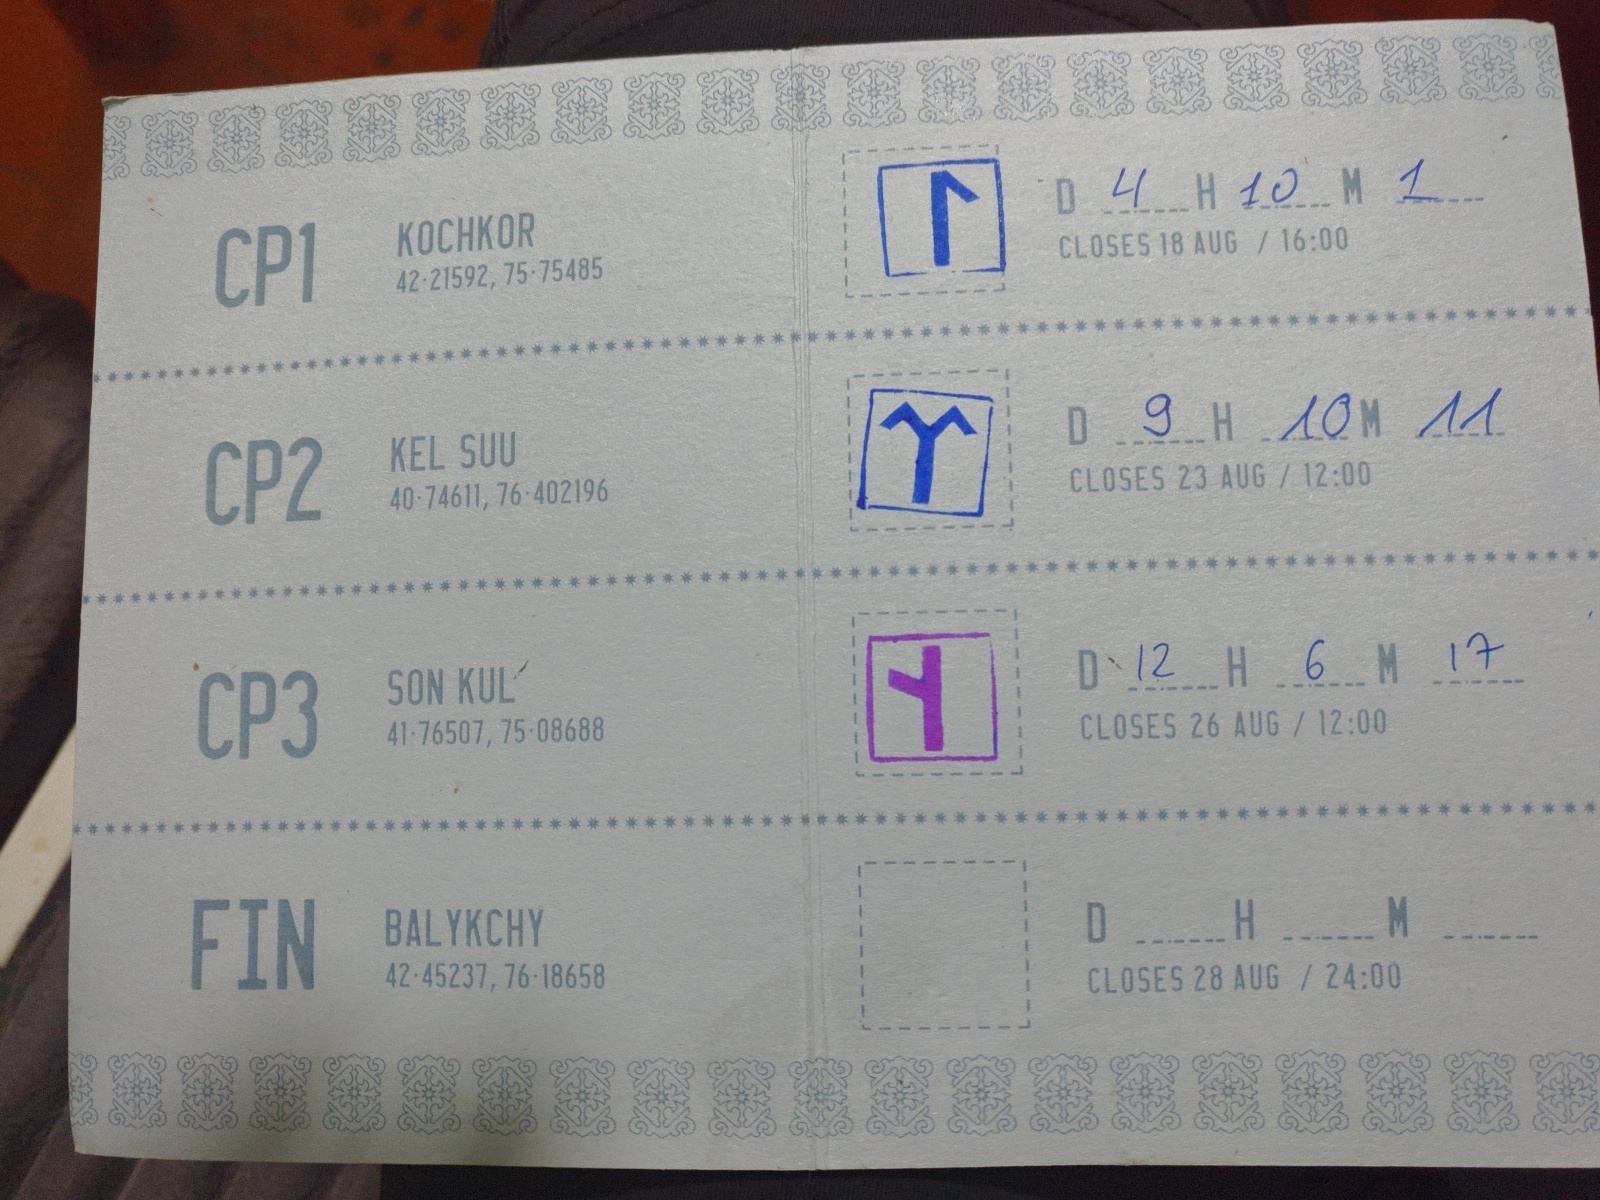 CP1
KOCHKOR
42·21592, 75·75485
D 4 H 10 M 1
CLOSES 18 AUG / 16:00
CP2
KEL SUU
40·74611, 76·402196
D 9 H 10 M 11
CLOSES 23 AUG / 12:00
CP3
SON KUL
41·76507, 75·08688
D 12 H 6 M 17
CLOSES 26 AUG / 12:00
FIN
BALYKCHY
42·45237, 76·18658
D H M
CLOSES 28 AUG / 24:00